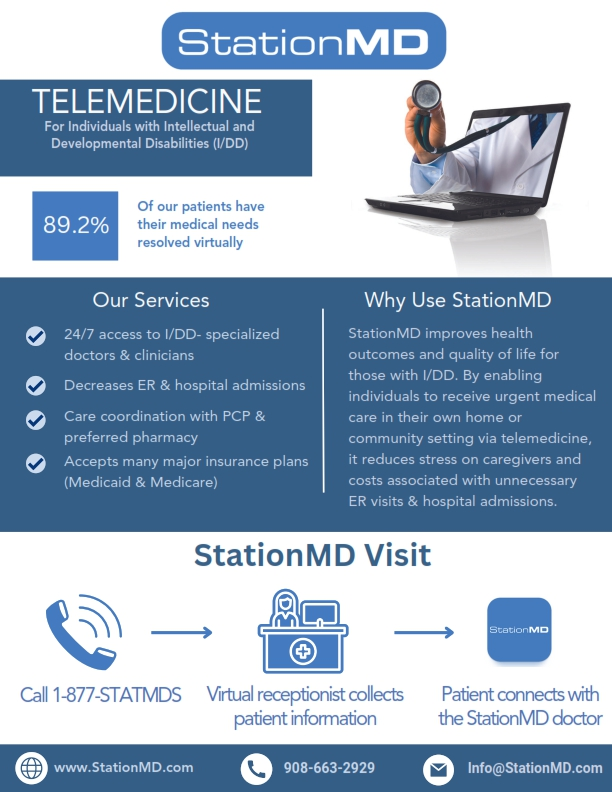 StationMD
TELEMEDICINE
For Individuals with Intellectual and
Developmental Disabilities (I/DD)
89.2%
Of our patients have
their medical needs
resolved virtually
Our Services
24/7 access to I/DD- specialized
doctors & clinicians
Decreases ER & hospital admissions
Care coordination with PCP &
preferred pharmacy
Accepts many major insurance plans
(Medicaid & Medicare)
Why Use StationMD
StationMD improves health
outcomes and quality of life for
those with I/DD. By enabling
individuals to receive urgent medical
care in their own home or
community setting via telemedicine,
it reduces stress on caregivers and
costs associated with unnecessary
ER visits & hospital admissions.
StationMD Visit
Call 1-877-STATMDS
Virtual receptionist collects
patient information
StationMD
Patient connects with
the StationMD doctor
www.StationMD.com
908-663-2929
Info@StationMD.com